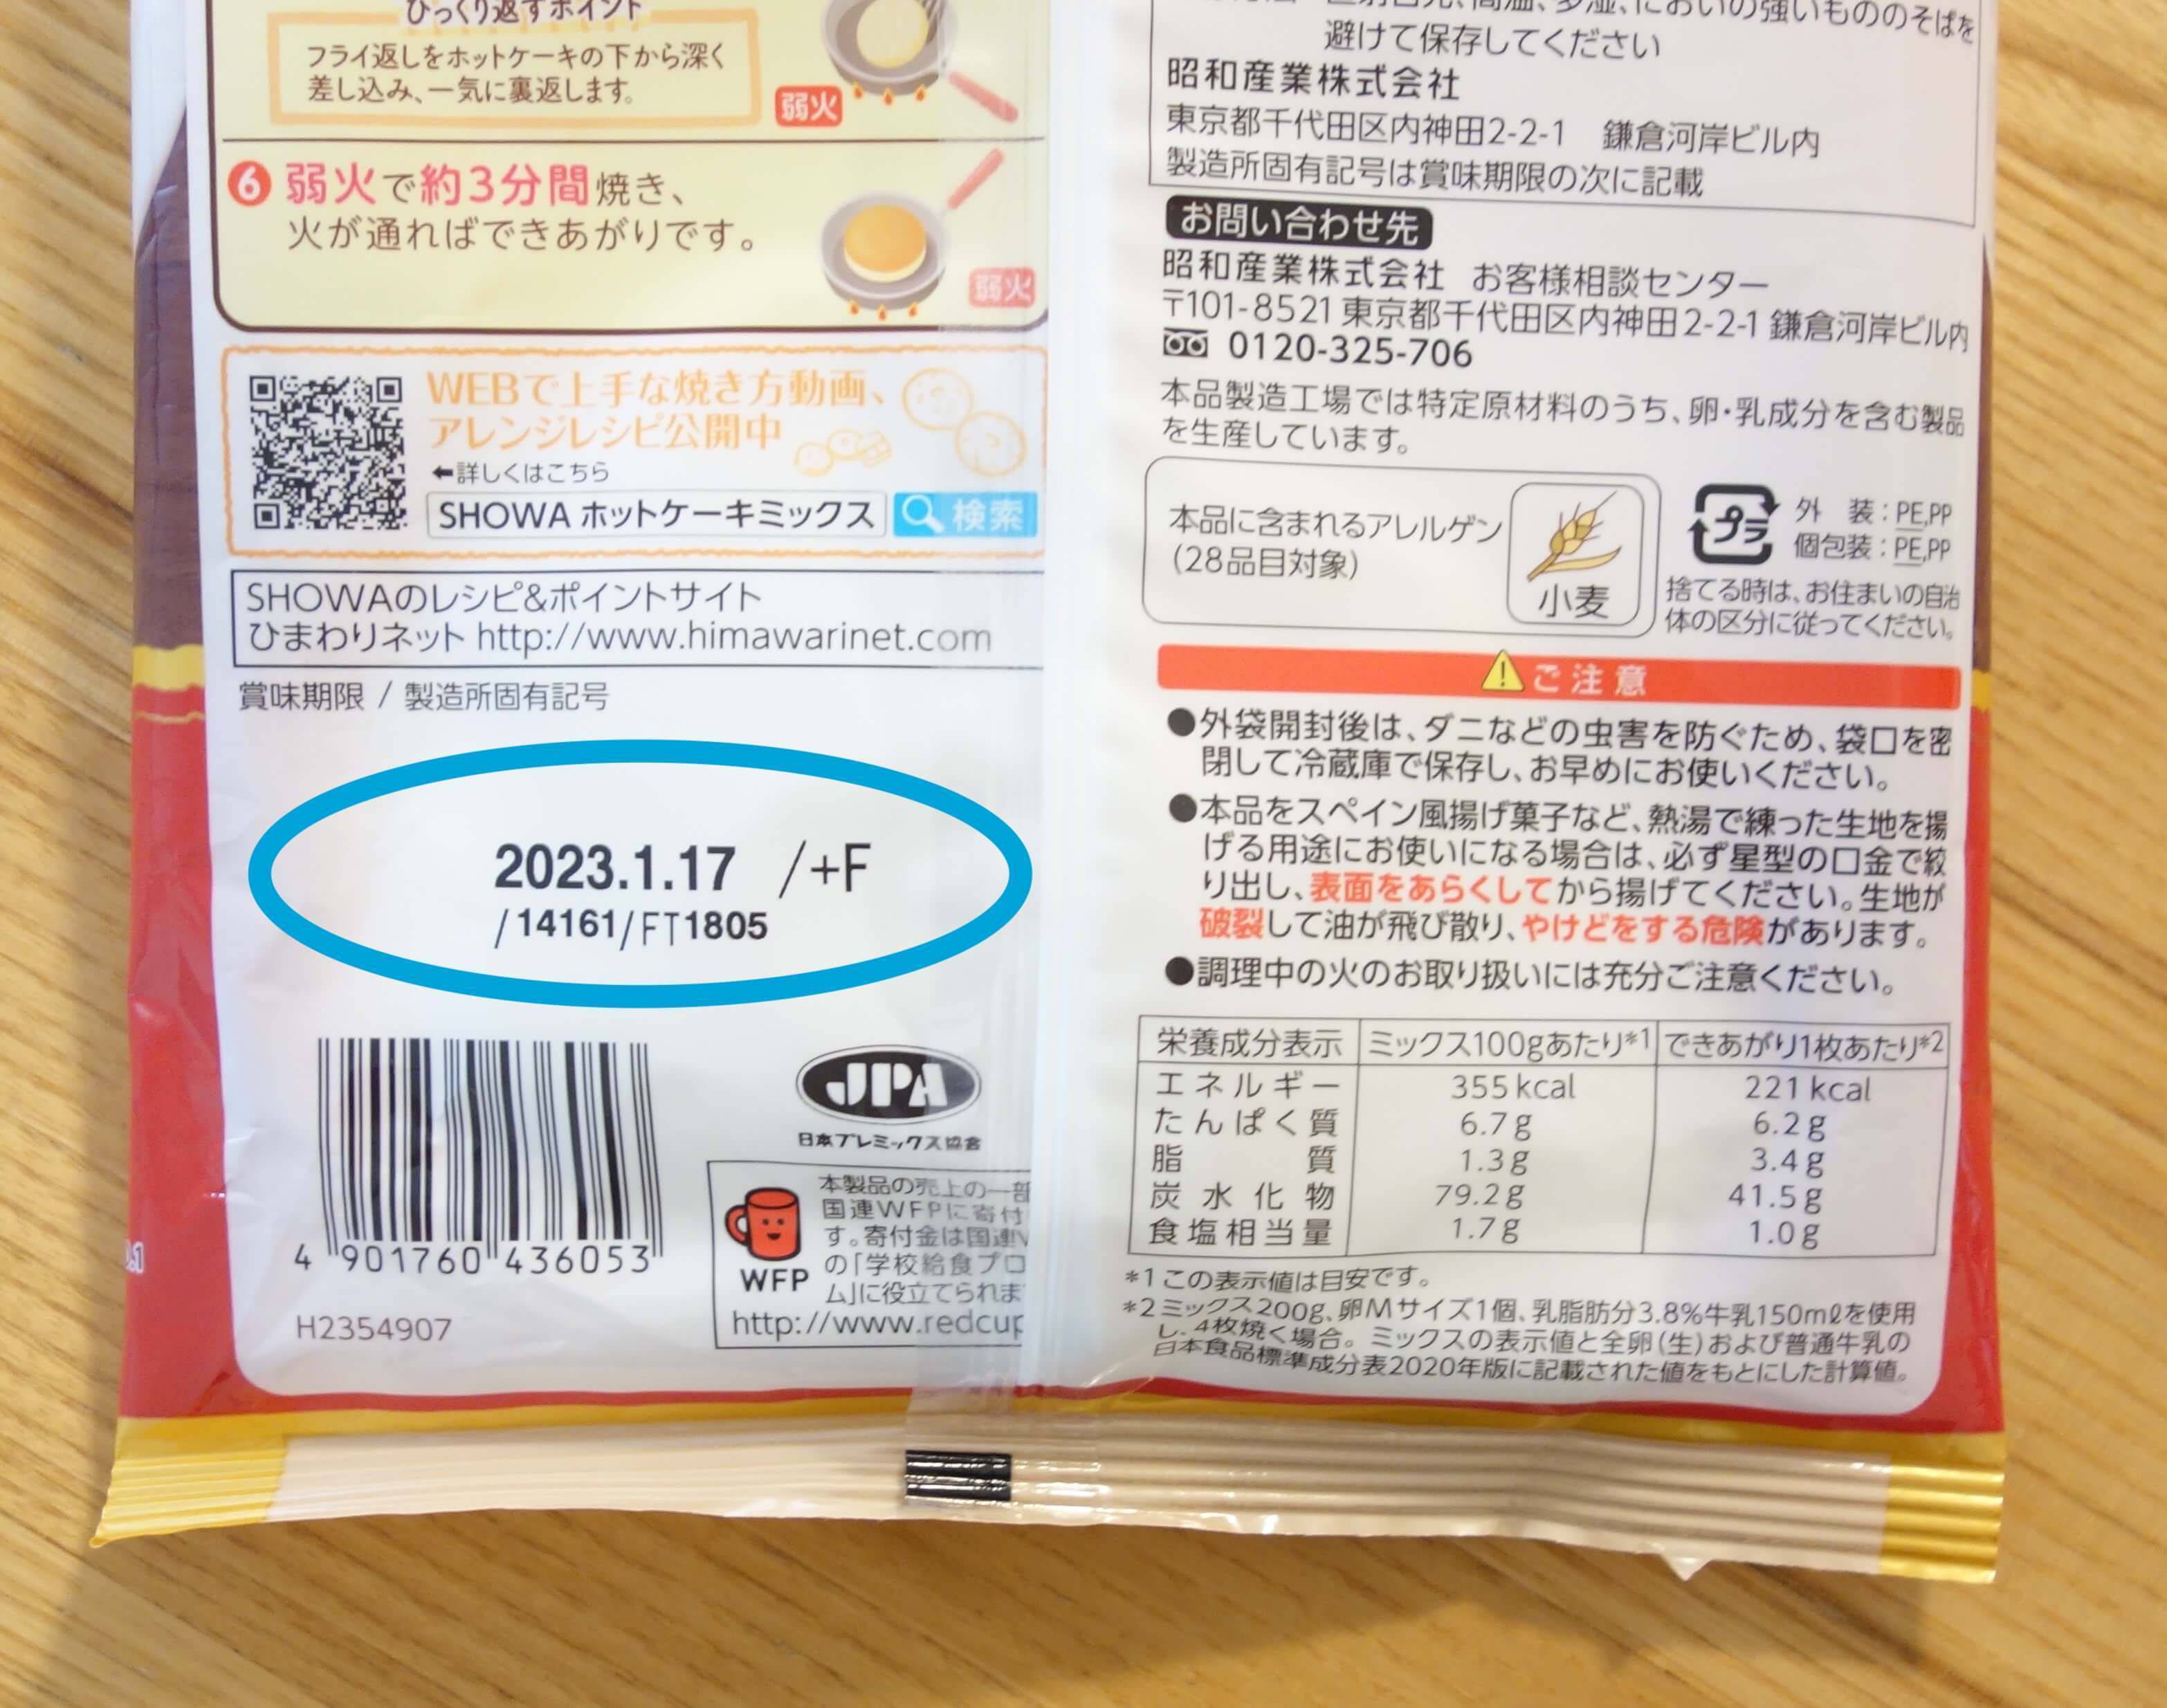 ひっくり返すポイント
フライ返しをホットケーキの下から深く
差し込み、一気に裏返します。
弱火
6 弱火で約3分間焼き、
火が通ればできあがりです。
弱火
WEBで上手な焼き方動画、
アレンジレシピ公開中
←詳しくはこちら
SHOWA ホットケーキミックス 検索
SHOWAのレシピ&ポイントサイト
ひまわりネット http://www.himawarinet.com
賞味期限 / 製造所固有記号
2023.1.17 /+F
/14161/FT1805
4 901760 436053
H2354907
JPA
日本プレミックス協会
本製品の売上の一部
国連WFPに寄付
す。寄付金は国連W
の「学校給食プロ
ム」に役立てられま
WFP
http://www.redcup
においの強いもののそばを
避けて保存してください
昭和産業株式会社
東京都千代田区内神田2-2-1 鎌倉河岸ビル内
製造所固有記号は賞味期限の次に記載
お問い合わせ先
昭和産業株式会社 お客様相談センター
〒101-8521 東京都千代田区内神田2-2-1 鎌倉河岸ビル内
0120-325-706
本品製造工場では特定原材料のうち、卵・乳成分を含む製品
を生産しています。
本品に含まれるアレルゲン
(28品目対象)
小麦
プラ
外 装:PE,PP
個包装:PE,PP
捨てる時は、お住まいの自治
体の区分に従ってください。
ご注意
●外袋開封後は、ダニなどの虫害を防ぐため、袋口を密
閉して冷蔵庫で保存し、お早めにお使いください。
●本品をスペイン風揚げ菓子など、熱湯で練った生地を揚
げる用途にお使いになる場合は、必ず星型の口金で絞
り出し、表面をあらくしてから揚げてください。生地が
破裂して油が飛び散り、やけどをする危険があります。
●調理中の火のお取り扱いには充分ご注意ください。
栄養成分表示 ミックス100gあたり*1 できあがり1枚あたり*2
エネルギー 355kcal 221kcal
たんぱく質 6.7g 6.2g
脂質 1.3g 3.4g
炭水化物 79.2g 41.5g
食塩相当量 1.7g 1.0g
*1 この表示値は目安です。
*2 ミックス200g、卵Mサイズ1個、乳脂肪分3.8%牛乳150mlを使用
し、4枚焼く場合。ミックスの表示値と全卵(生)および普通牛乳の
日本食品標準成分表2020年版に記載された値をもとにした計算値。